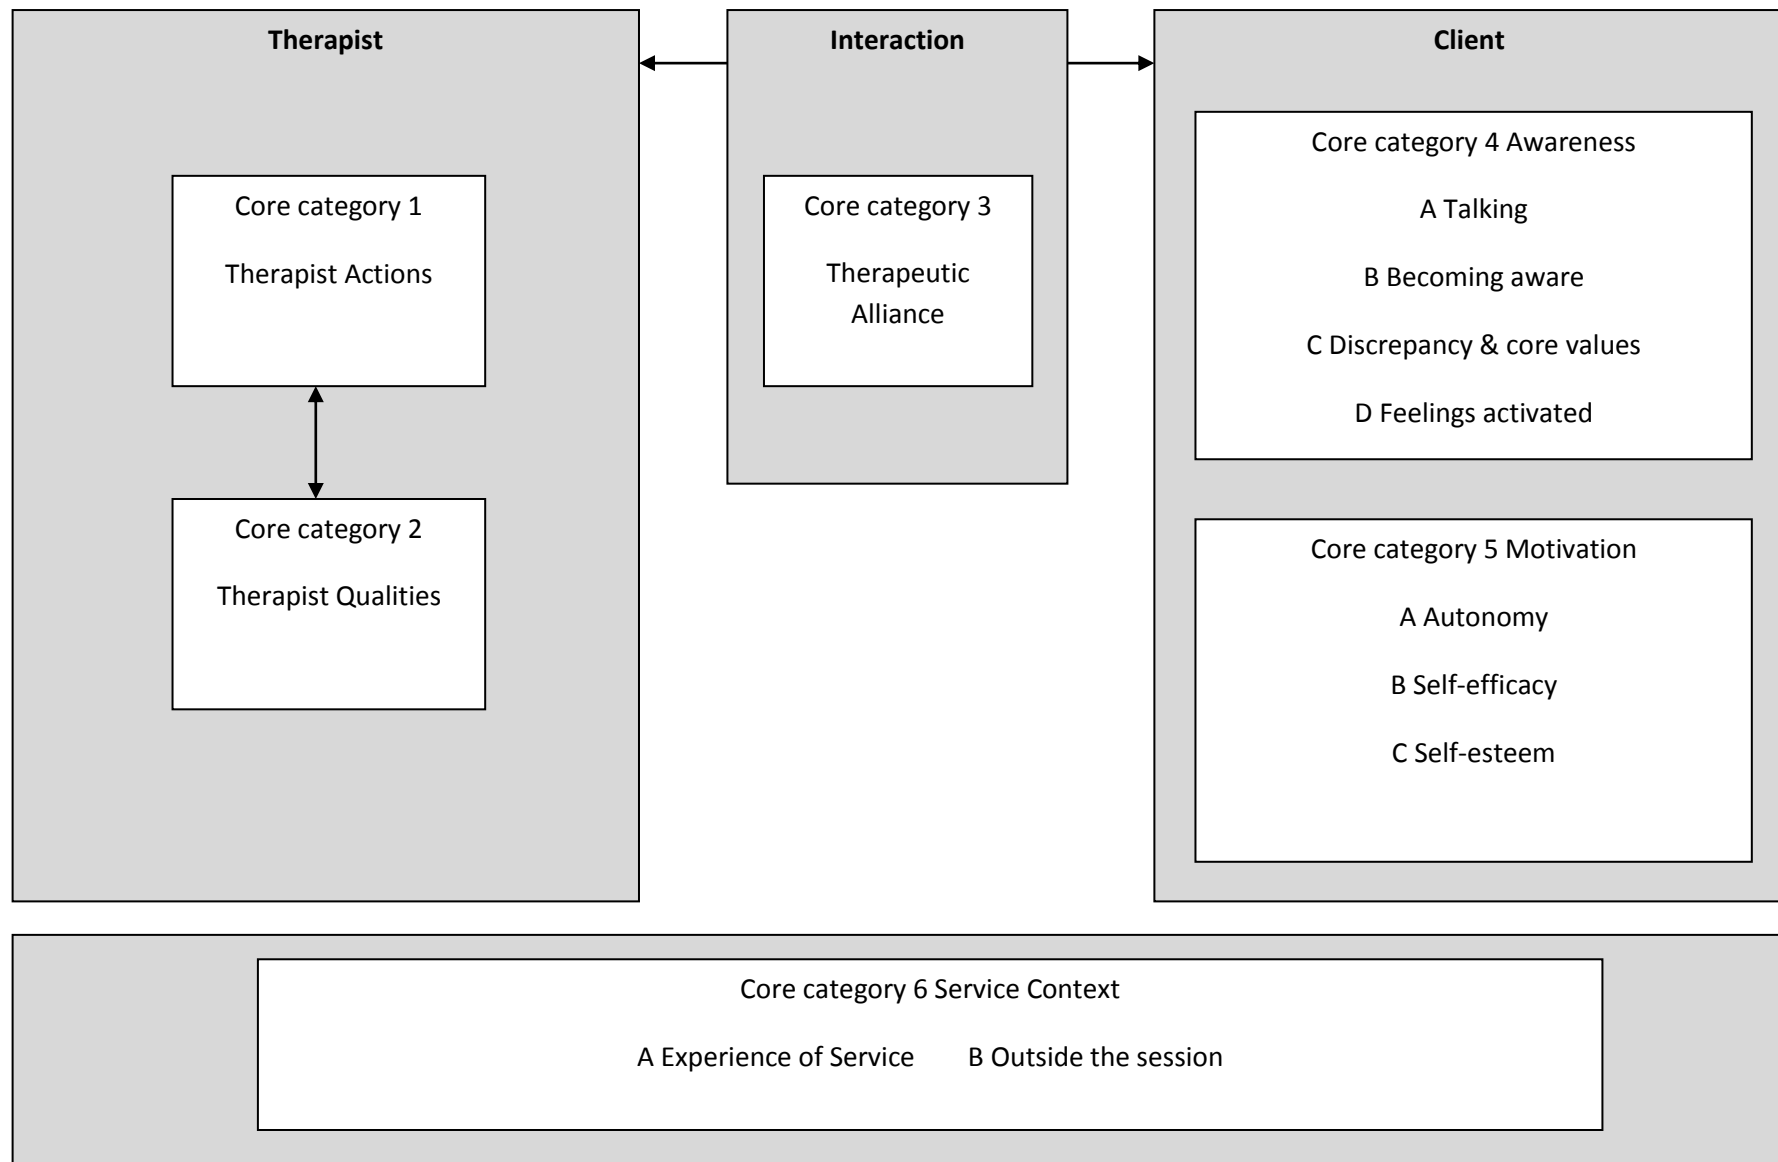 Therapist
Core category 1
Therapist Actions
Core category 2
Therapist Qualities
Interaction
Core category 3
Therapeutic
Alliance
Client
Core category 4 Awareness
A Talking
B Becoming aware
C Discrepancy & core values
D Feelings activated
Core category 5 Motivation
A Autonomy
B Self-efficacy
C Self-esteem
Core category 6 Service Context
A Experience of Service B Outside the session